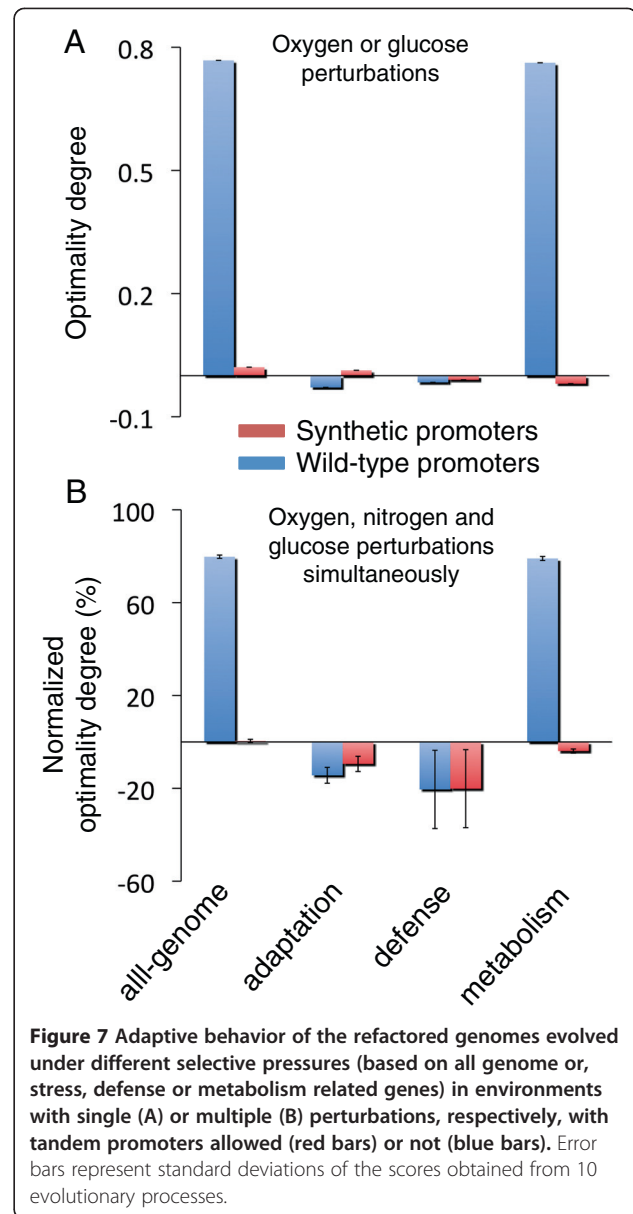 A
Oxygen or glucose
perturbations
Optimality degree
0.8
0.5
0.2
-0.1
Synthetic promoters
Wild-type promoters
B
Oxygen, nitrogen and
glucose perturbations
simultaneously
Normalized
optimality degree (%)
100
60
20
-20
-60
alll-genome
adaptation
defense
metabolism
Figure 7 Adaptive behavior of the refactored genomes evolved
under different selective pressures (based on all genome or,
stress, defense or metabolism related genes) in environments
with single (A) or multiple (B) perturbations, respectively, with
tandem promoters allowed (red bars) or not (blue bars). Error
bars represent standard deviations of the scores obtained from 10
evolutionary processes.